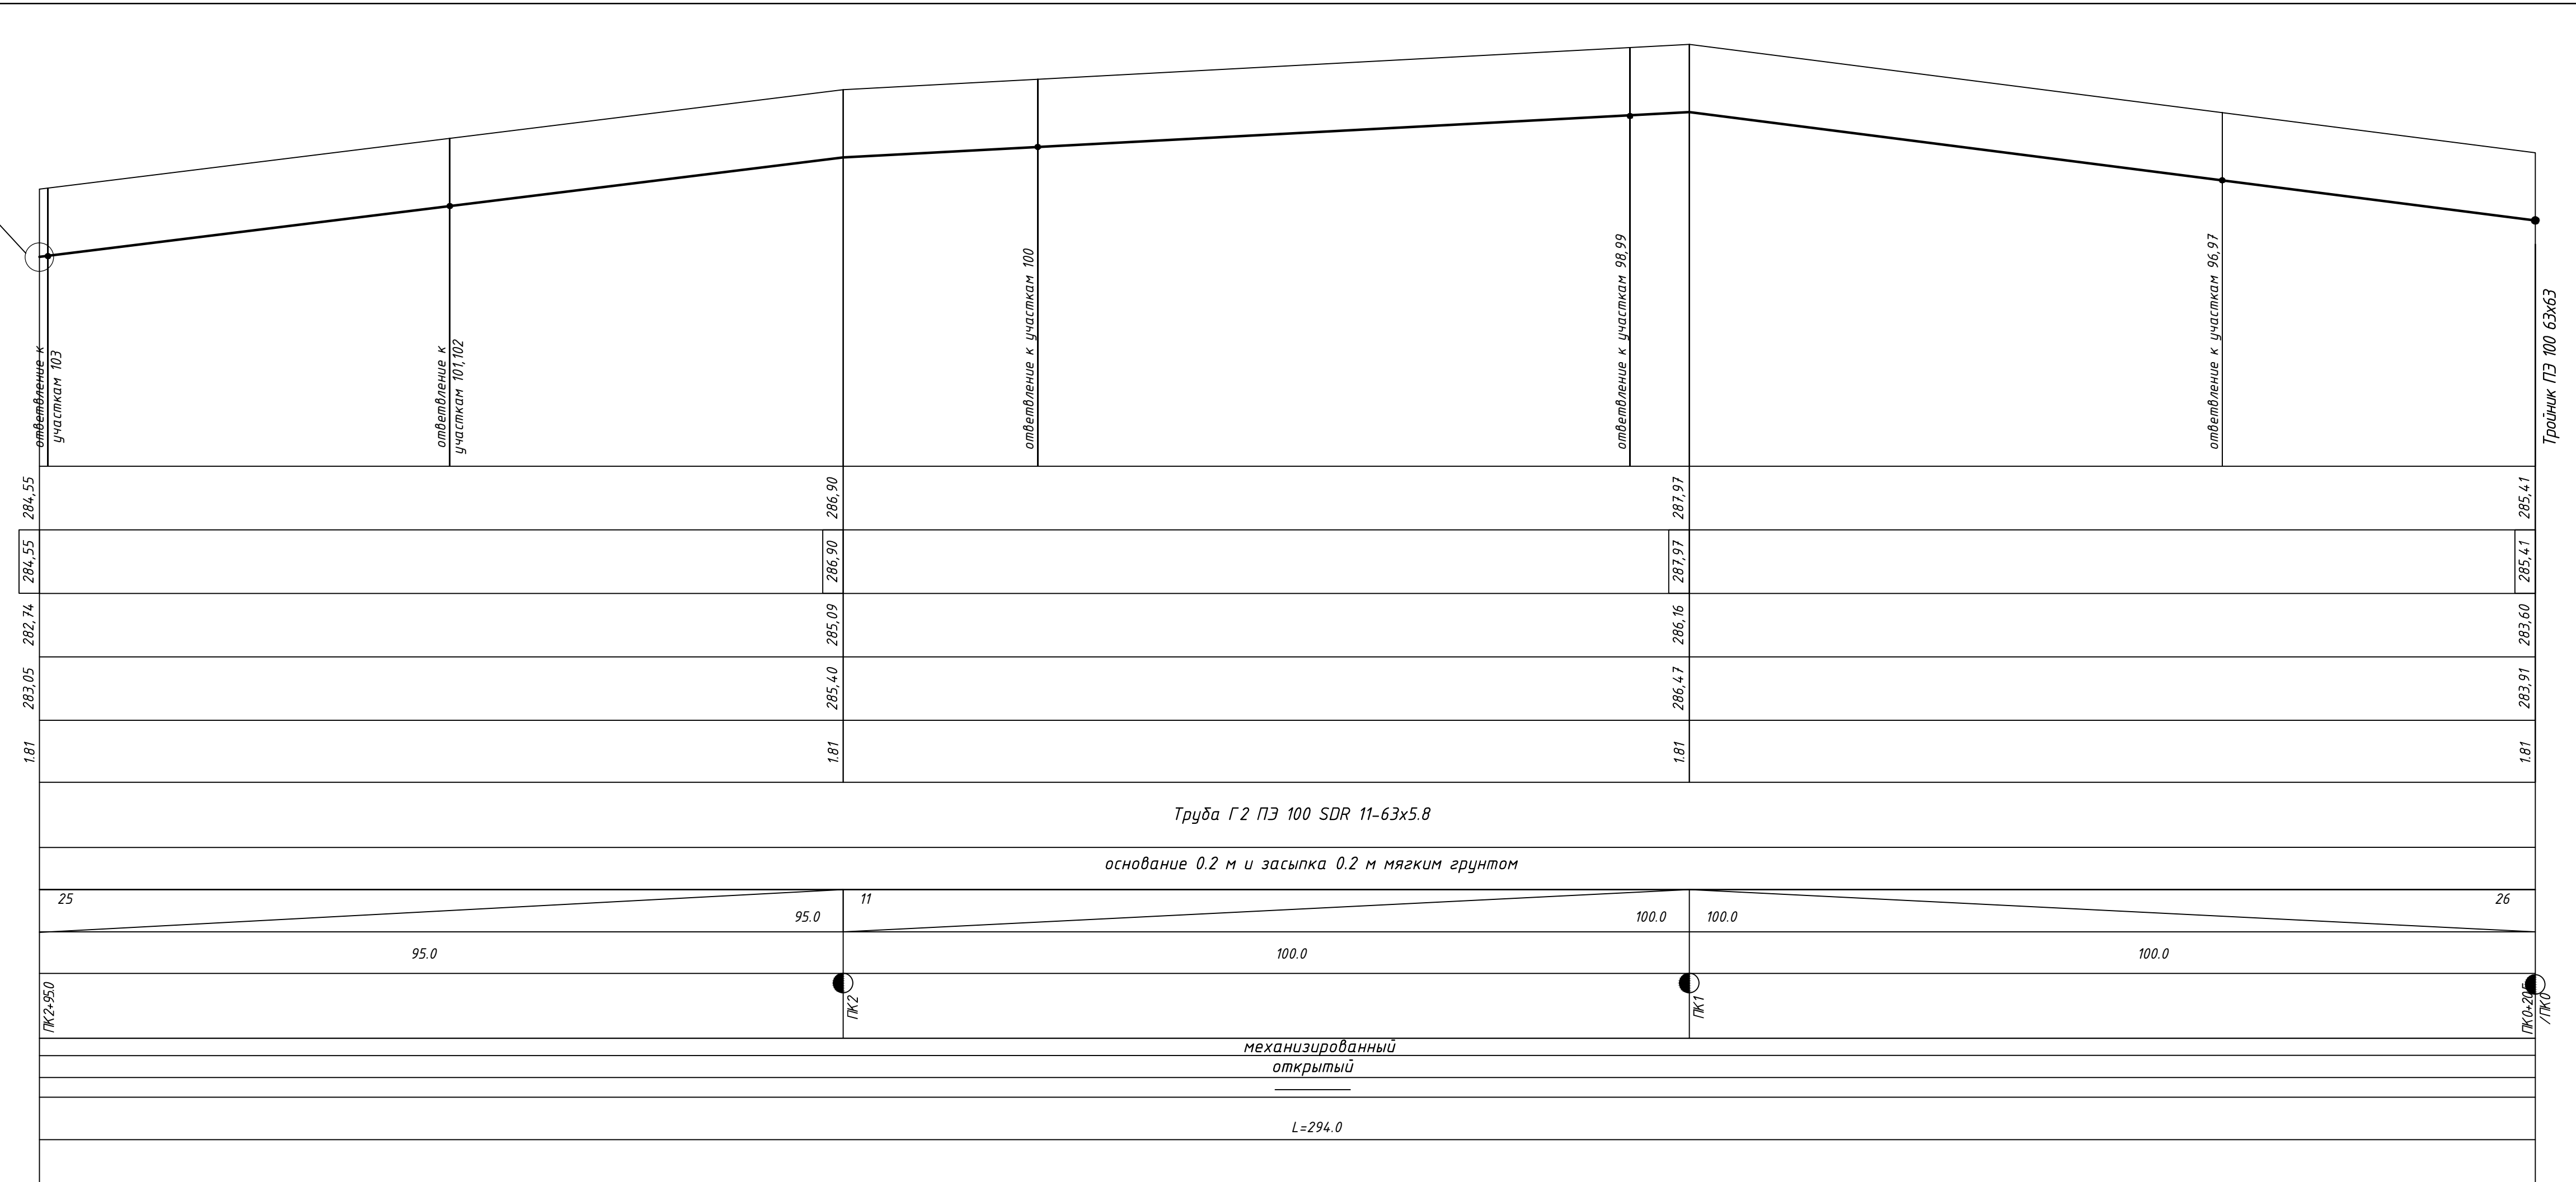 ответвление к
участкам 103
ответвление к
участкам 101,102
ответвление к участкам 100
ответвление к участкам 98,99
ответвление к участкам 96,97
Тройник ПЭ 100 63х63
284,55 286,90 287,97 285,41
284,55 286,90 287,97 285,41
282,74 285,09 286,16 283,60
283,05 285,40 286,47 283,91
1.81 1.81 1.81 1.81
Труба Г2 ПЭ 100 SDR 11-63х5.8
основание 0.2 м и засыпка 0.2 м мягким грунтом
25 11 26
95.0 100.0 100.0
95.0 100.0 100.0
ПК2+95.0 ПК2 ПК1
/ПК0
механизированный
открытый
L=294.0